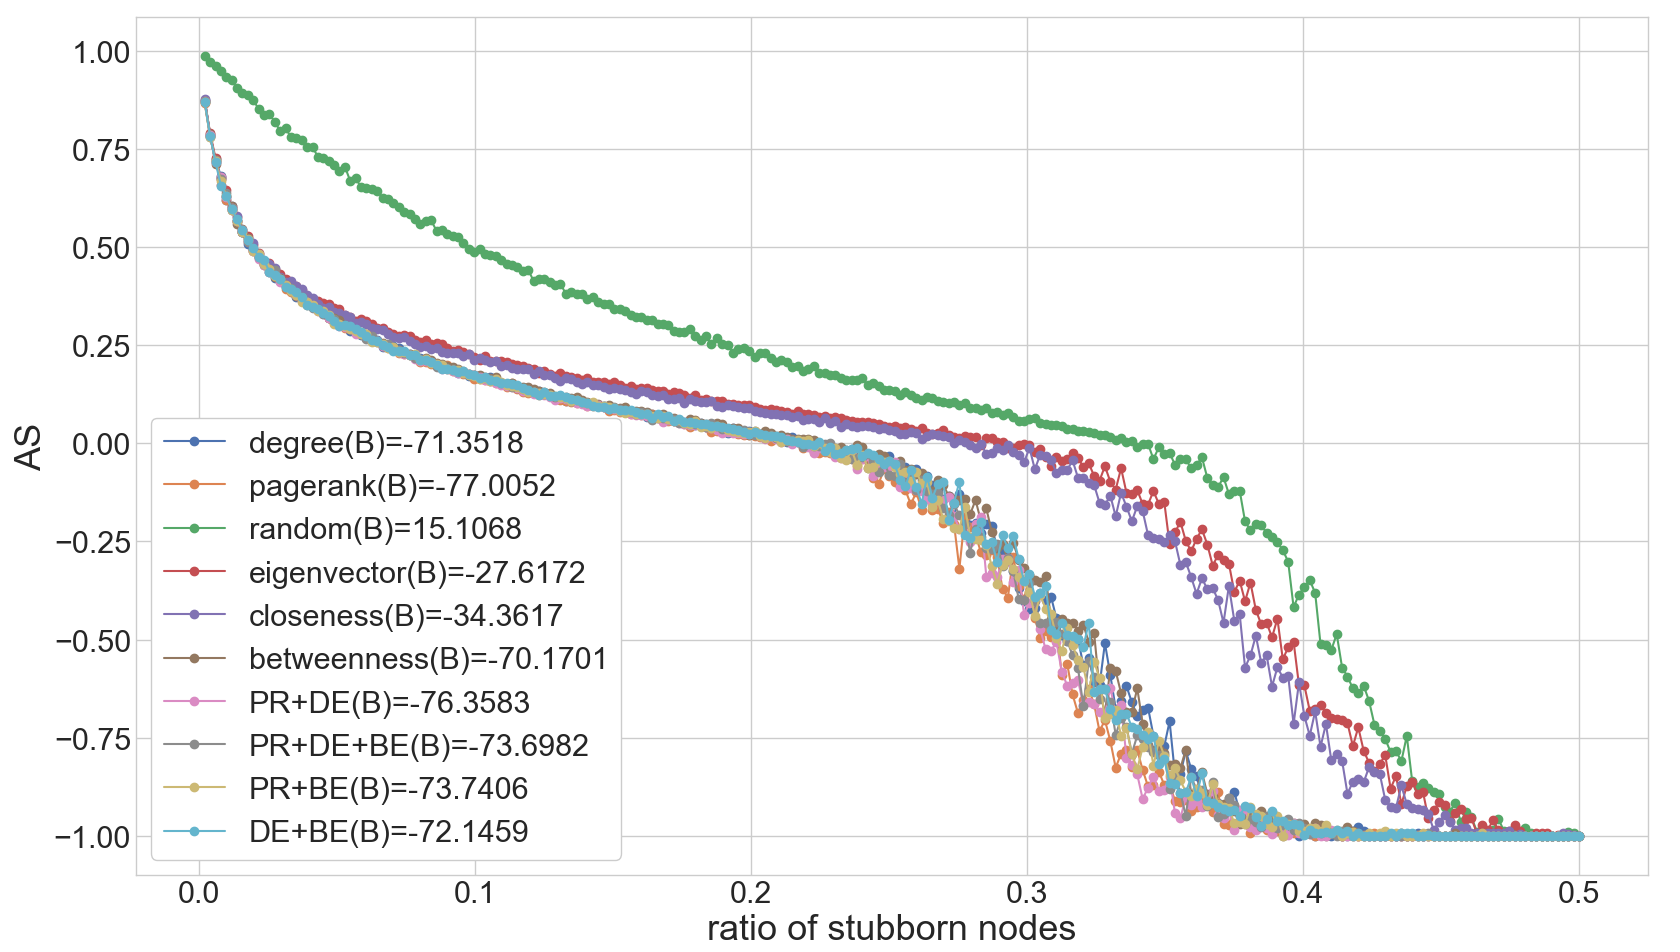 1.00
0.75
0.50
0.25
0.00
−0.25
−0.50
−0.75
−1.00
AS
degree(B)=-71.3518
pagerank(B)=-77.0052
random(B)=15.1068
eigenvector(B)=-27.6172
closeness(B)=-34.3617
betweenness(B)=-70.1701
PR+DE(B)=-76.3583
PR+DE+BE(B)=-73.6982
PR+BE(B)=-73.7406
DE+BE(B)=-72.1459
0.0 0.1 0.2 0.3 0.4 0.5
ratio of stubborn nodes